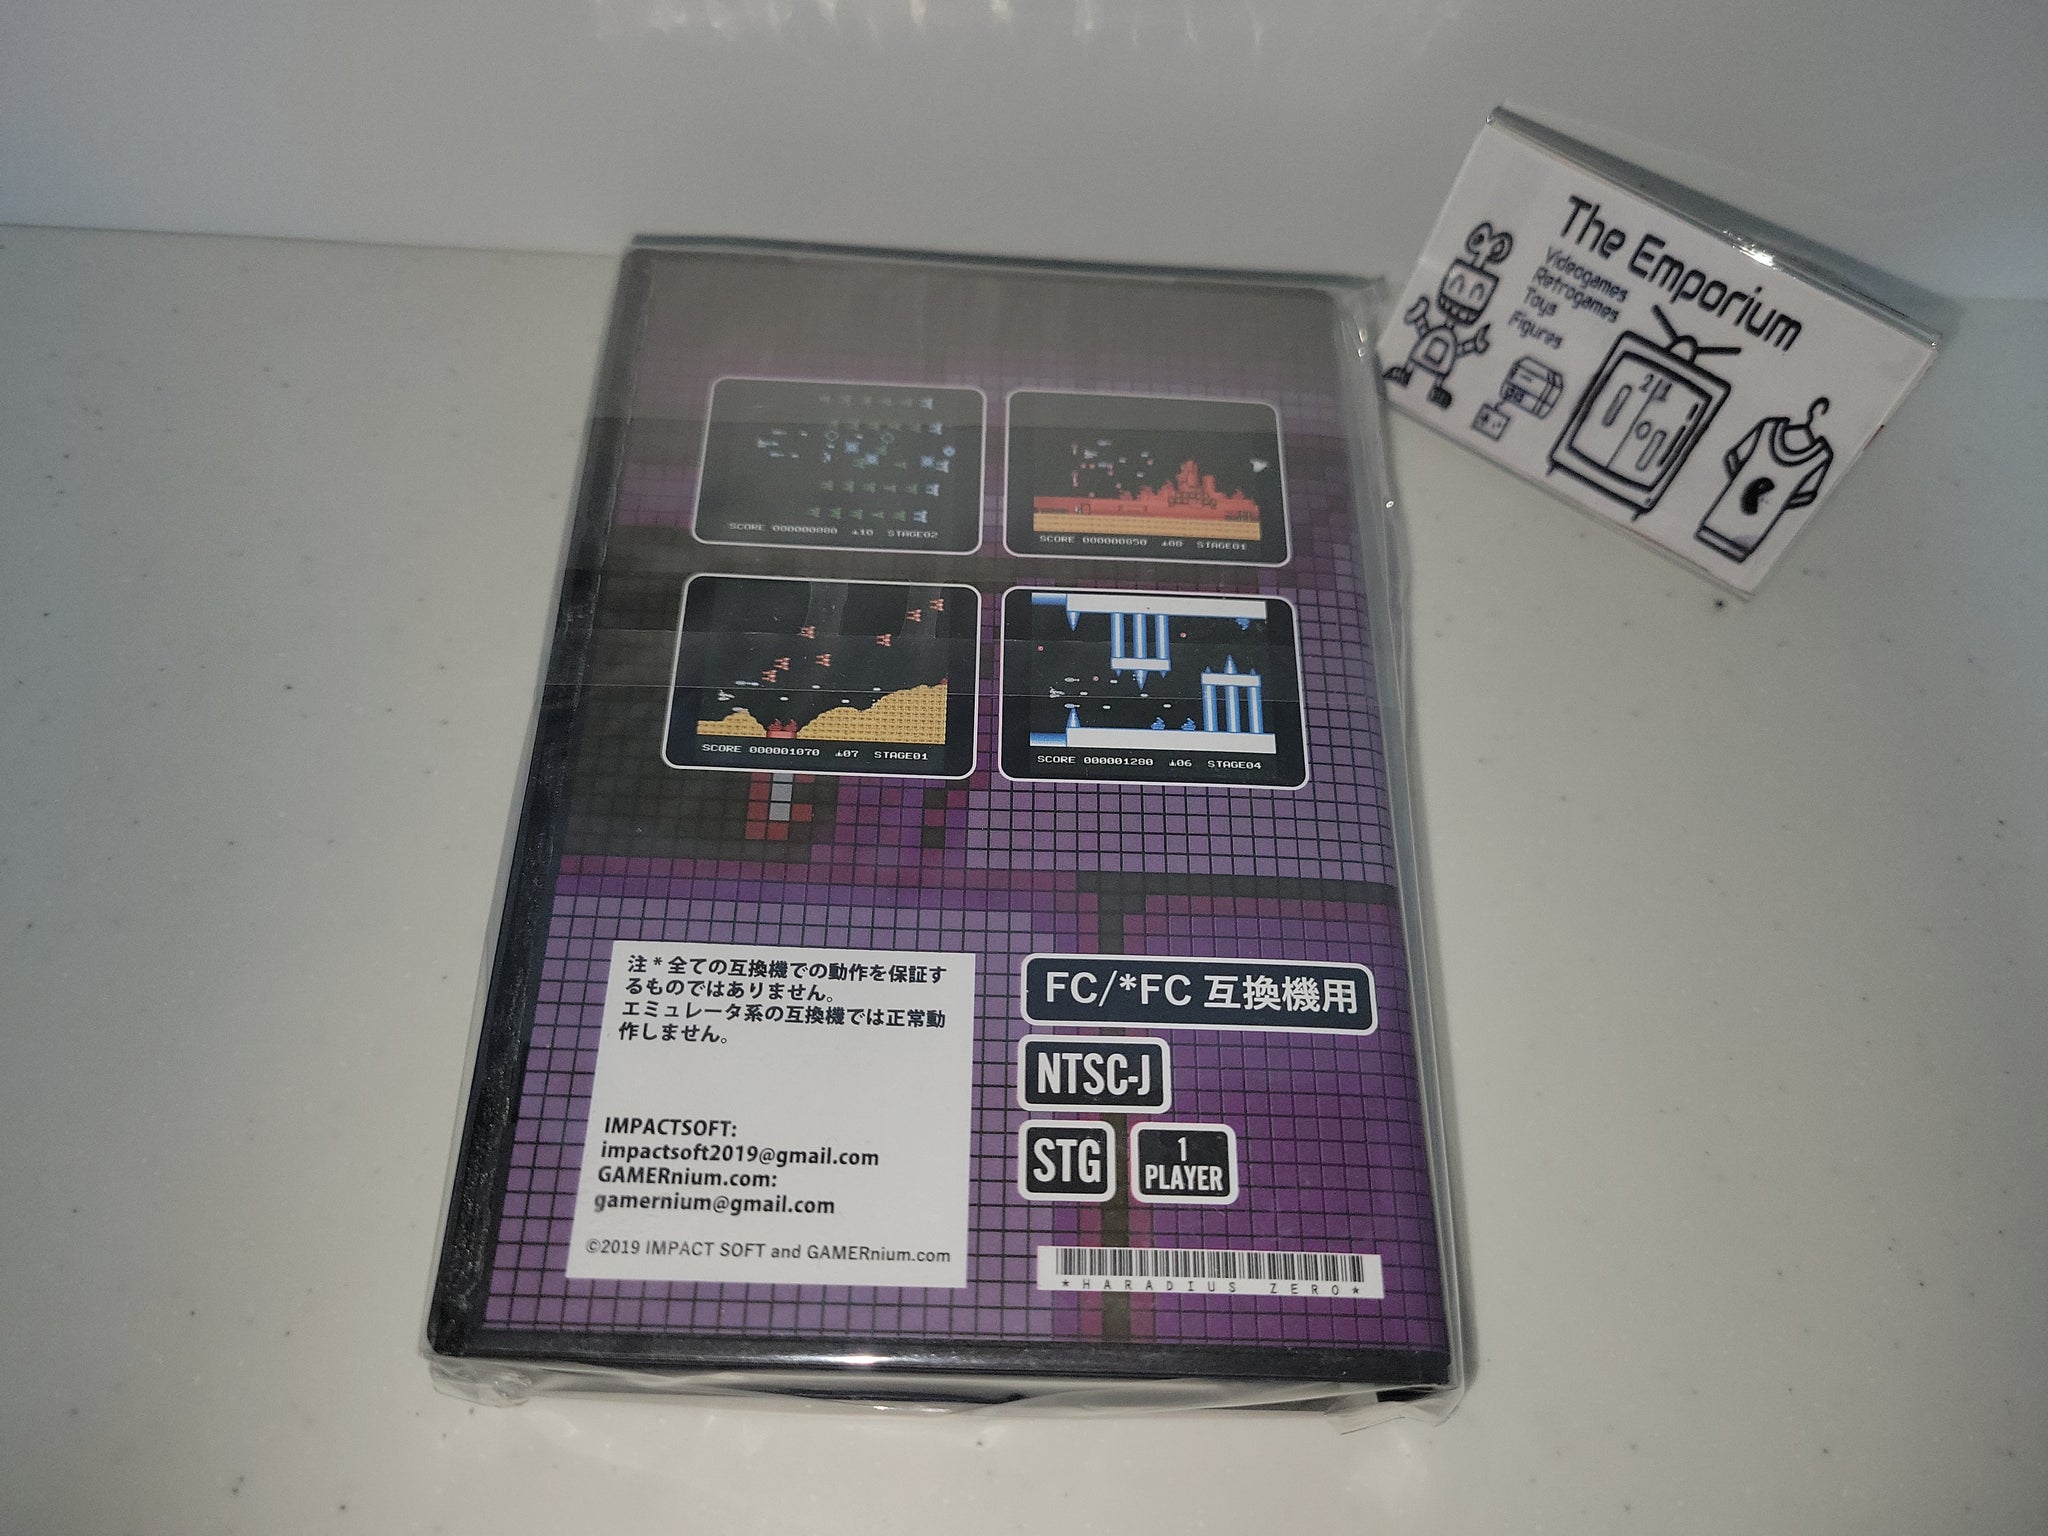 The Emporium
Videogames
Retrogames
Toys
Figures
21
SCORE 000000080 10 STAGE02
SCORE 000000050 STAGE01
SCORE 000001070 07 STAGE01
SCORE 000001280 06 STAGE04
注*全ての互換機での動作を保証す
るものではありません。
エミュレータ系の互換機では正常動
作しません。
IMPACTSOFT:
impactsoft2019@gmail.com
GAMERnium.com:
gamernium@gmail.com
©2019 IMPACT SOFT and GAMERnium.com
FC/*FC 互換機用
NTSC-J
STG
1
PLAYER
*HARADIUS ZERO*